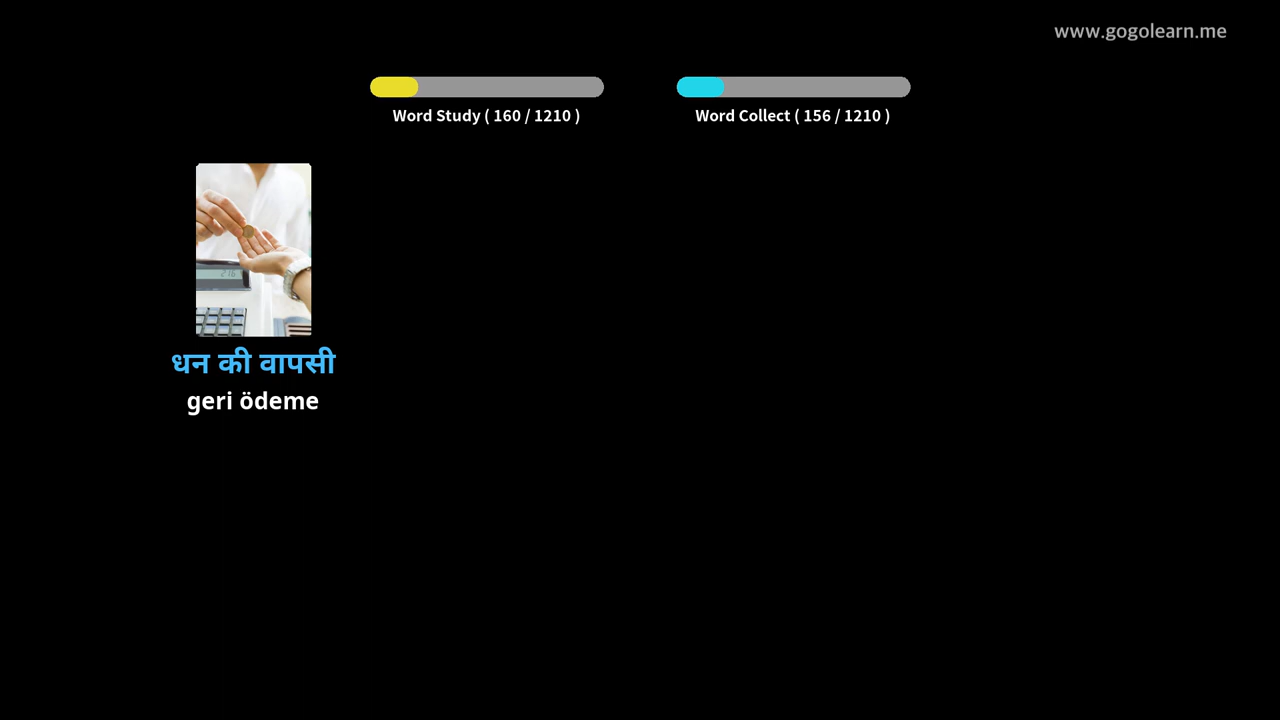 www.gogolearn.me
Word Study ( 160 / 1210 )
Word Collect ( 156 / 1210 )
धन की वापसी
geri ödeme